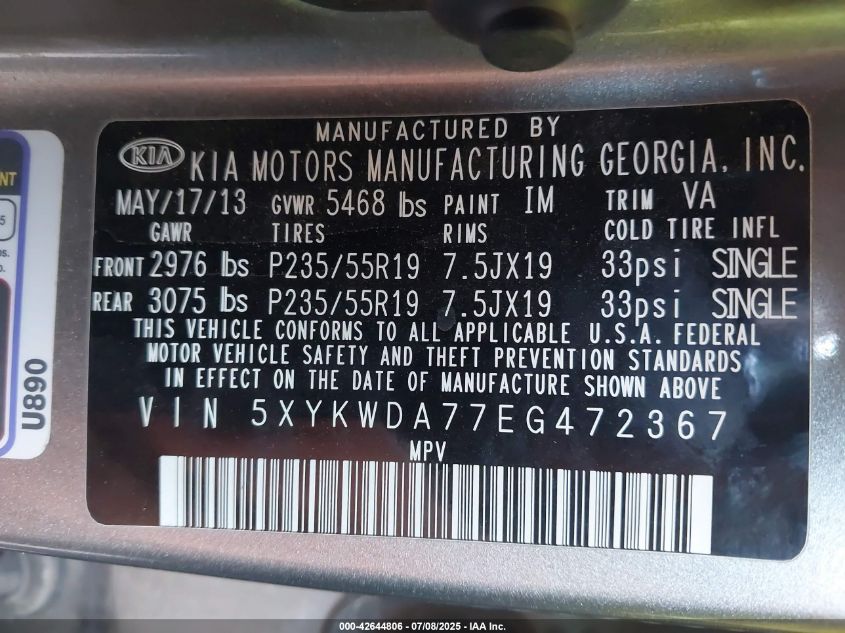 MANUFACTURED BY
KIA KIA MOTORS MANUFACTURING GEORGIA, INC.
MAY/17/13 GVWR 5468 lbs PAINT IM TRIM VA
GAWR TIRES RIMS COLD TIRE INFL
FRONT 2976 lbs P235/55R19 7.5JX19 33psi SINGLE
REAR 3075 lbs P235/55R19 7.5JX19 33psi SINGLE
THIS VEHICLE CONFORMS TO ALL APPLICABLE U.S.A. FEDERAL
MOTOR VEHICLE SAFETY AND THEFT PREVENTION STANDARDS
IN EFFECT ON THE DATE OF MANUFACTURE SHOWN ABOVE
VIN 5XYKWDA77EG472367
MPV
U890
000-42644806 - 07/08/2025 - IAA Inc.